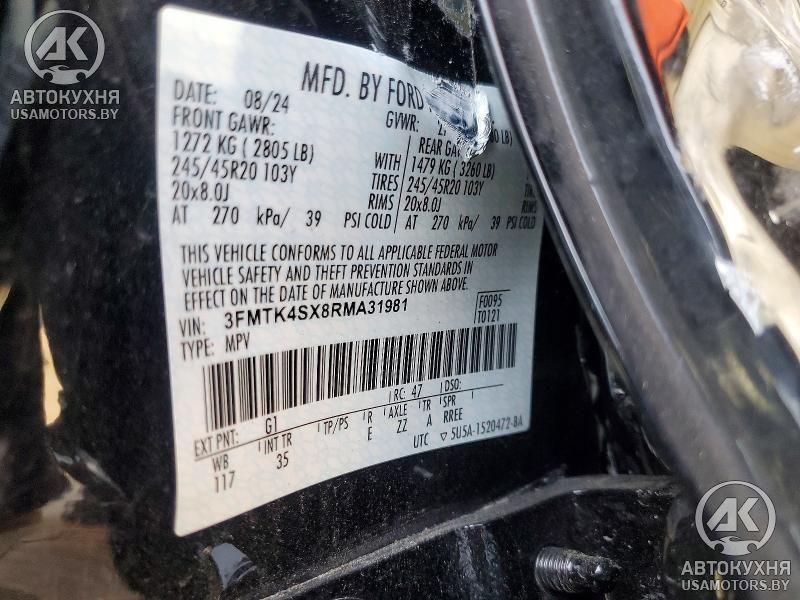 АК
АВТОКУХНЯ
USAMOTORS.BY
MFD. BY FORD
DATE: 08/24 GVWR:
FRONT GAWR: REAR
1272 KG ( 2805 LB) WITH 1479 KG ( 3260 LB)
245/45R20 103Y TIRES 245/45R20 103Y
20x8.0J RIMS 20x8.0J RIMS
AT 270 kPa/ 39 PSI COLD AT 270 kPa/ 39 PSI COLD
THIS VEHICLE CONFORMS TO ALL APPLICABLE FEDERAL MOTOR
VEHICLE SAFETY AND THEFT PREVENTION STANDARDS IN
EFFECT ON THE DATE OF MANUFACTURE SHOWN ABOVE.
VIN: 3FMTK4SX8RMA31981 F0095
TYPE: MPV T0121
EXT PNT: G1 RC: 47 DSO:
WB INT TR TP/PS R AXLE TR SPR
117 35 E ZZ A RREE
UTC ▽ 5U5A-1520472-BA
АК
АВТОКУХНЯ
USAMOTORS.BY